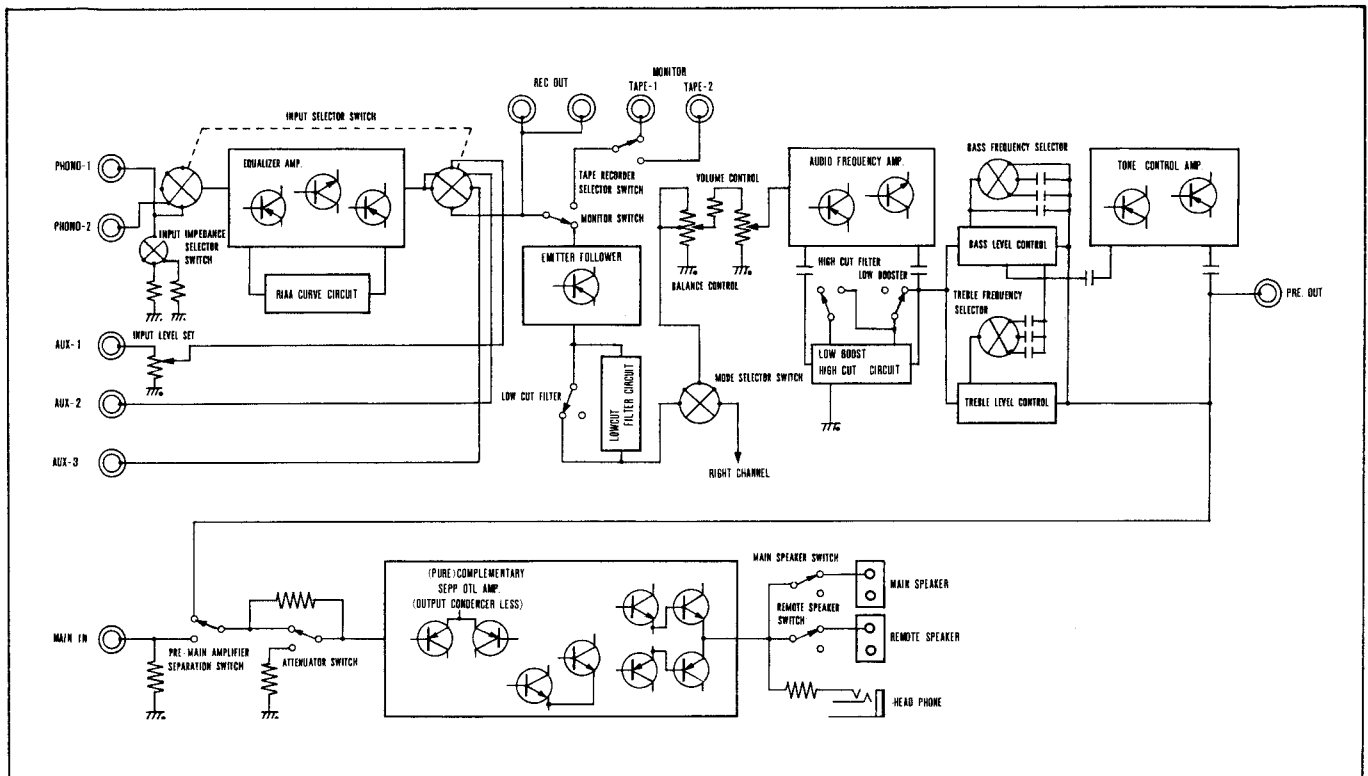 MONITOR
REC OUT
TAPE-1
TAPE-2
INPUT SELECTOR SWITCH
PHONO-1
EQUALIZER AMP.
AUDIO FREQUENCY AMP.
BASS FREQUENCY SELECTOR
TONE CONTROL AMP.
TAPE RECORDER
SELECTOR SWITCH
VOLUME CONTROL
PHONO-2
MONITOR SWITCH
INPUT IMPEDANCE
SELECTOR
SWITCH
BASS LEVEL CONTROL
EMITTER FOLLOWER
HIGH CUT FILTER
LOW BOOSTER
BALANCE CONTROL
RIAA CURVE CIRCUIT
TREBLE FREQUENCY
SELECTOR
PRE. OUT
INPUT LEVEL SET
AUX-1
LOW BOOST
HIGH CUT CIRCUIT
MODE SELECTOR SWITCH
LOW CUT FILTER
LOWCUT
FILTER CIRCUIT
AUX-2
TREBLE LEVEL CONTROL
AUX-3
RIGHT CHANNEL
MAIN SPEAKER SWITCH
(PURE)COMPLEMENTARY
SEPP OTL AMP.
(OUTPUT CONDENCER LESS)
MAIN SPEAKER
REMOTE SPEAKER
SWITCH
MAIN IN
REMOTE SPEAKER
PRE-MAIN AMPLIFIER
SEPARATION SWITCH
ATTENUATOR SWITCH
HEAD PHONE